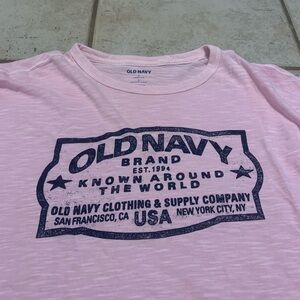 OLD NAVY
OLD NAVY
BRAND
EST. 1994
KNOWN AROUND
THE WORLD
OLD NAVY CLOTHING & SUPPLY COMPANY
SAN FRANCISCO, CA USA NEW YORK CITY, NY